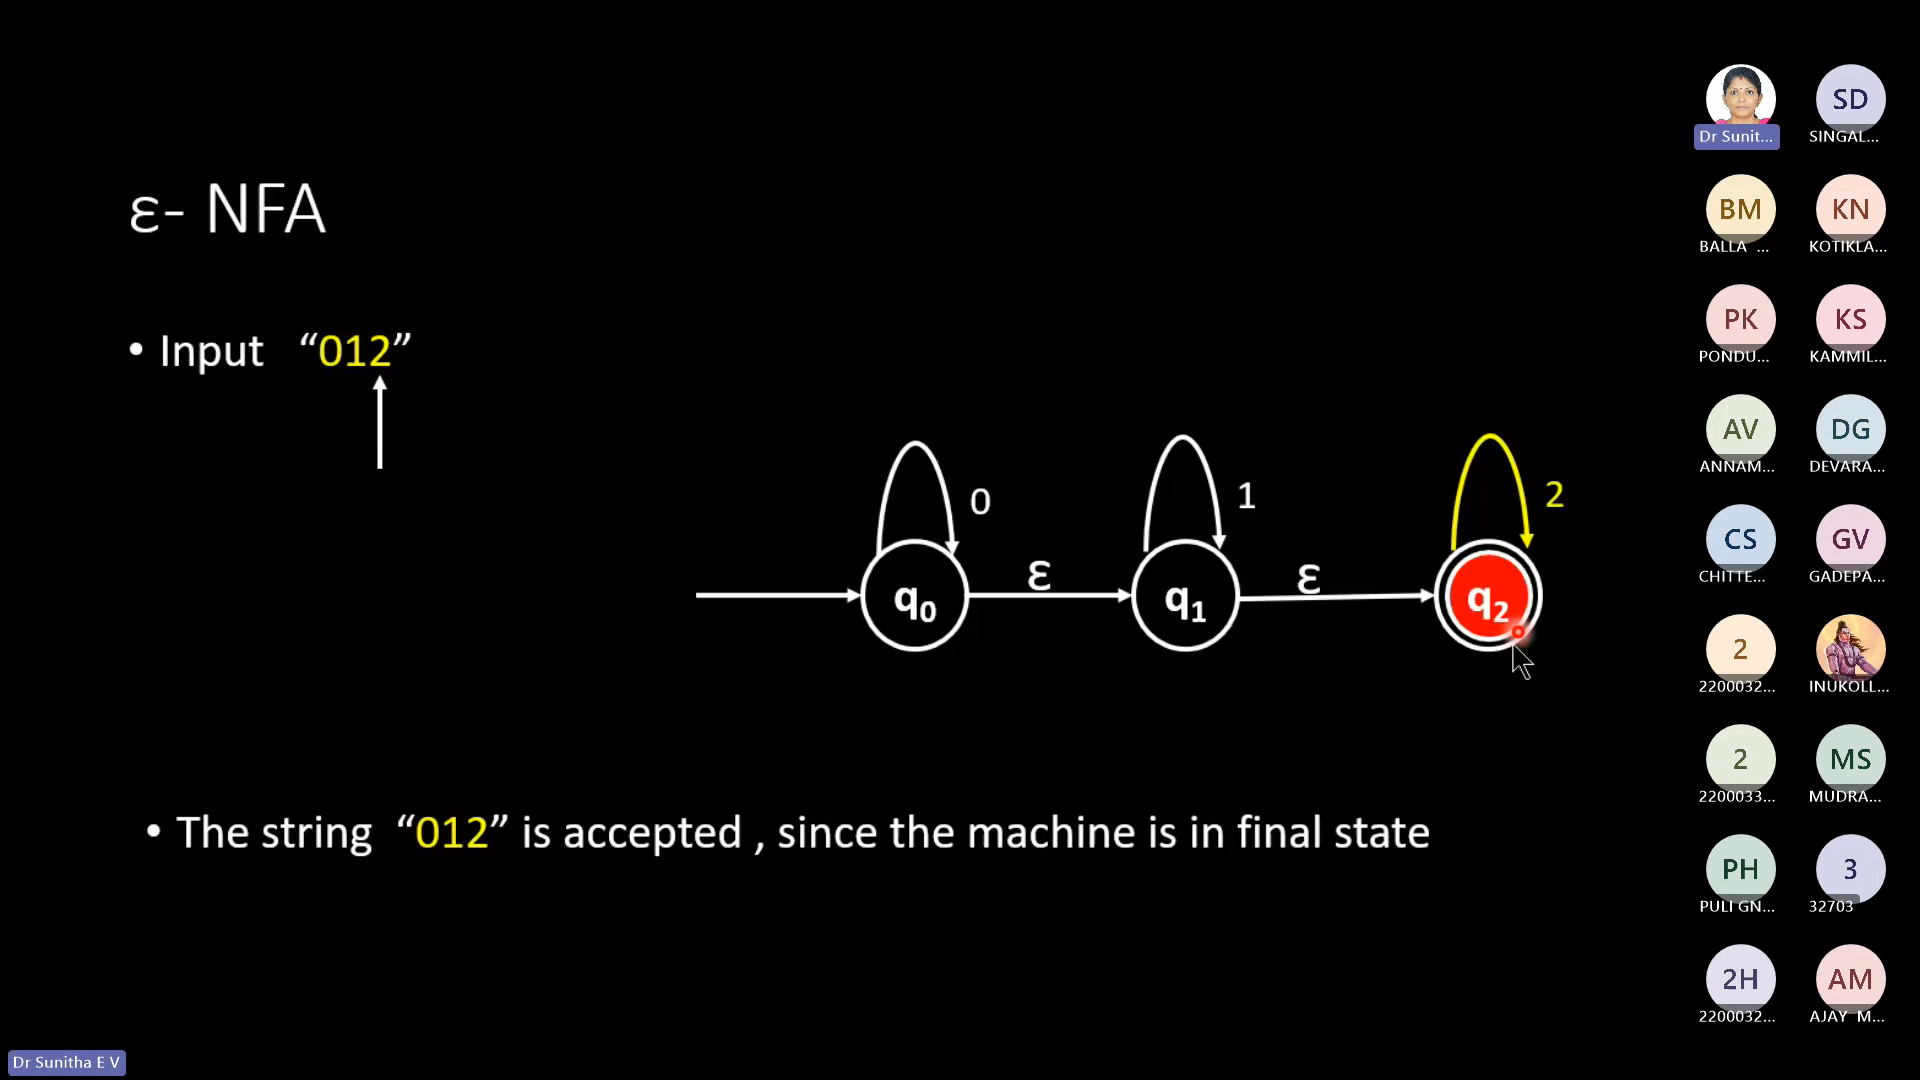 ε- NFA
• Input “012”
0
1
2
ε
ε
q0
q1
q2
• The string “012” is accepted , since the machine is in final state
Dr Sunit...
SD
SINGAL...
BM
BALLA ...
KN
KOTIKLA...
PK
PONDU...
KS
KAMMIL...
AV
ANNAM...
DG
DEVARA...
CS
CHITTE...
GV
GADEPA...
2
2200032...
INUKOLL...
2
2200033...
MS
MUDRA...
PH
PULI GN...
3
32703
2H
2200032...
AM
AJAY M...
Dr Sunitha E V